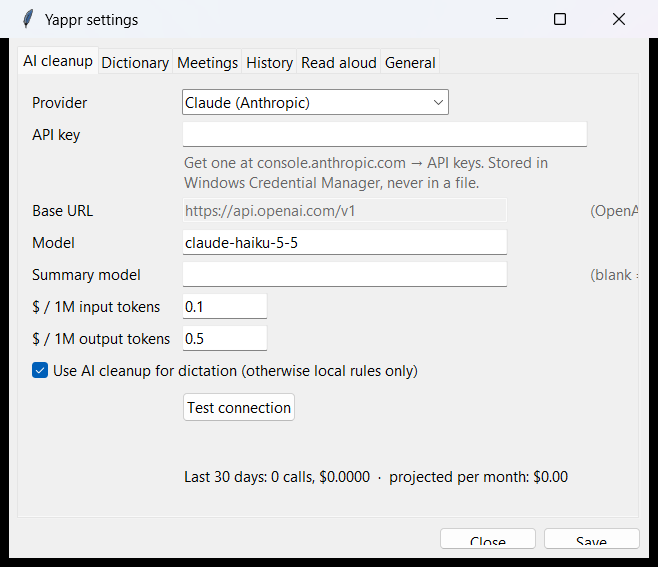 Yappr settings
AI cleanup Dictionary Meetings History Read aloud General
Provider Claude (Anthropic)
API key
Get one at console.anthropic.com → API keys. Stored in
Windows Credential Manager, never in a file.
Base URL https://api.openai.com/v1 (OpenA
Model claude-haiku-5-5
Summary model (blank =
$ / 1M input tokens 0.1
$ / 1M output tokens 0.5
Use AI cleanup for dictation (otherwise local rules only)
Test connection
Last 30 days: 0 calls, $0.0000 · projected per month: $0.00
Close Save